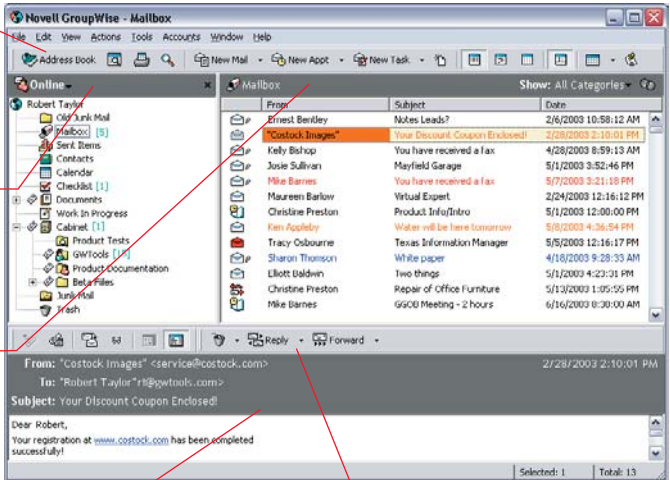 Novell GroupWise - Mailbox
File Edit View Actions Tools Accounts Window Help
Address Book New Mail New Appt New Task
Online
Mailbox Show: All Categories
Robert Taylor
Old Junk Mail
Mailbox [5]
Sent Items
Contacts
Calendar
Checklist [1]
Documents
Work In Progress
Cabinet [1]
Product Tests
GWTools [15]
Product Documentation
Beta Files
Junk Mail
Trash
From Subject Date
Ernest Bentley Notes Leads? 2/6/2003 10:58:12 AM
"Costock Images" Your Discount Coupon Enclosed! 2/28/2003 2:10:01 PM
Kelly Bishop You have received a fax 4/28/2003 8:59:13 AM
Josie Sullivan Mayfield Garage 5/1/2003 3:52:46 PM
Mike Barnes You have received a fax 5/7/2003 3:21:18 PM
Maureen Barlow Virtual Expert 2/24/2003 12:16:12 PM
Christine Preston Product Info/Intro 5/1/2003 12:00:00 PM
Ken Appleby Water will be here tomorrow 5/8/2003 4:36:54 PM
Tracy Osbourne Texas Information Manager 5/5/2003 12:16:17 PM
Sharon Thomson White paper 4/18/2003 9:28:33 AM
Elliott Baldwin Two things 5/1/2003 4:23:31 PM
Christine Preston Repair of Office Furniture 5/13/2003 1:05:55 PM
Mike Barnes GSCB Meeting - 2 hours 6/16/2003 8:30:00 AM
Reply Forward
From: "Costock Images" <service@costock.com> 2/28/2003 2:10:01 PM
To: "Robert Taylor"rt@gwtools.com>
Subject: Your Discount Coupon Enclosed!
Dear Robert,
Your registration at www.costock.com has been completed
successfully!
Selected: 1 Total: 13